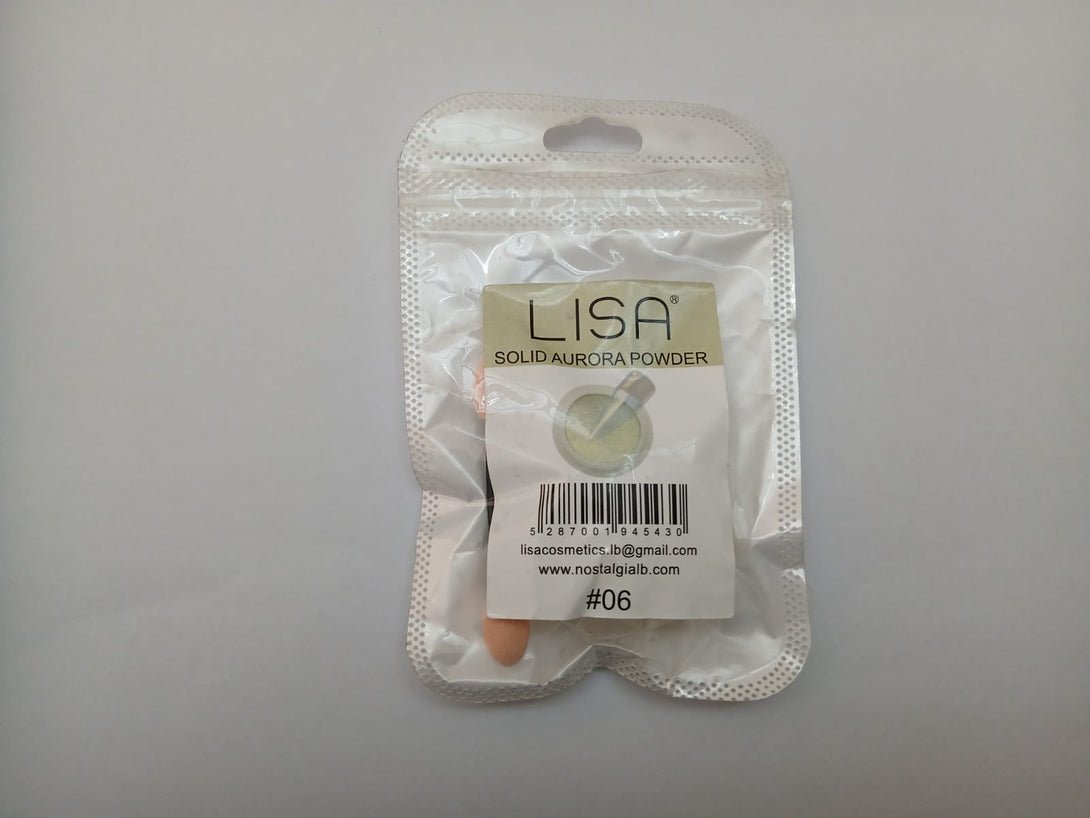 LISA®
SOLID AURORA POWDER
5 287001 945430
lisacosmetics.lb@gmail.com
www.nostalgialb.com
#06